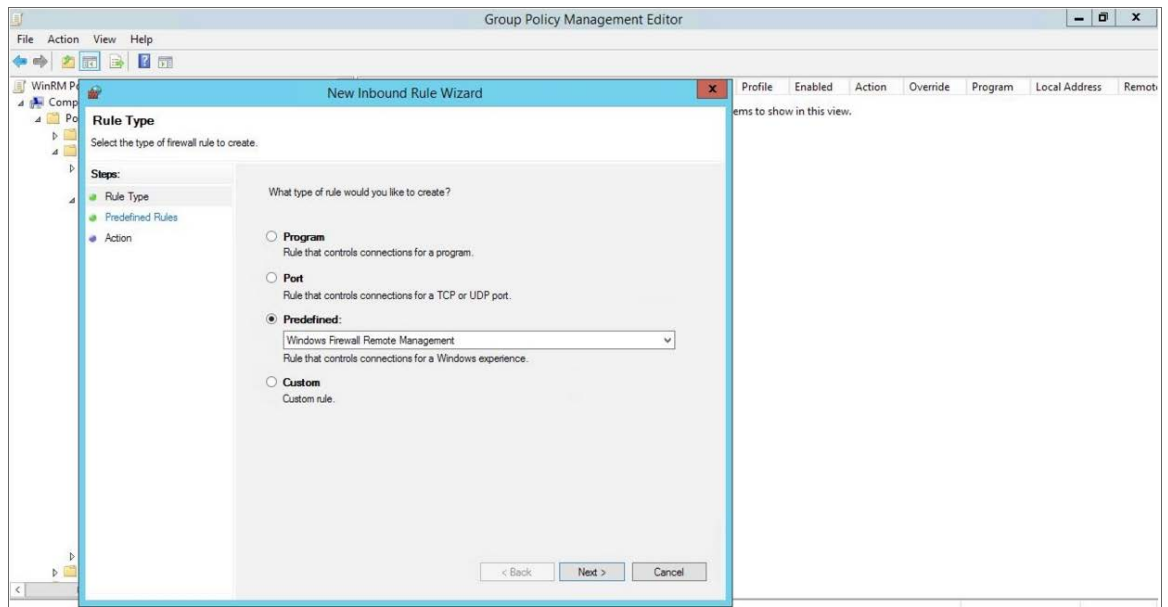 Group Policy Management Editor
File Action View Help
WinRM Po
Comp
Po
New Inbound Rule Wizard
Rule Type
Select the type of firewall rule to create.
Steps:
Rule Type
Predefined Rules
Action
What type of rule would you like to create?
Program
Rule that controls connections for a program.
Port
Rule that controls connections for a TCP or UDP port.
Predefined:
Windows Firewall Remote Management
Rule that controls connections for a Windows experience.
Custom
Custom rule.
< Back Next > Cancel
Profile Enabled Action Override Program Local Address Remot
ems to show in this view.